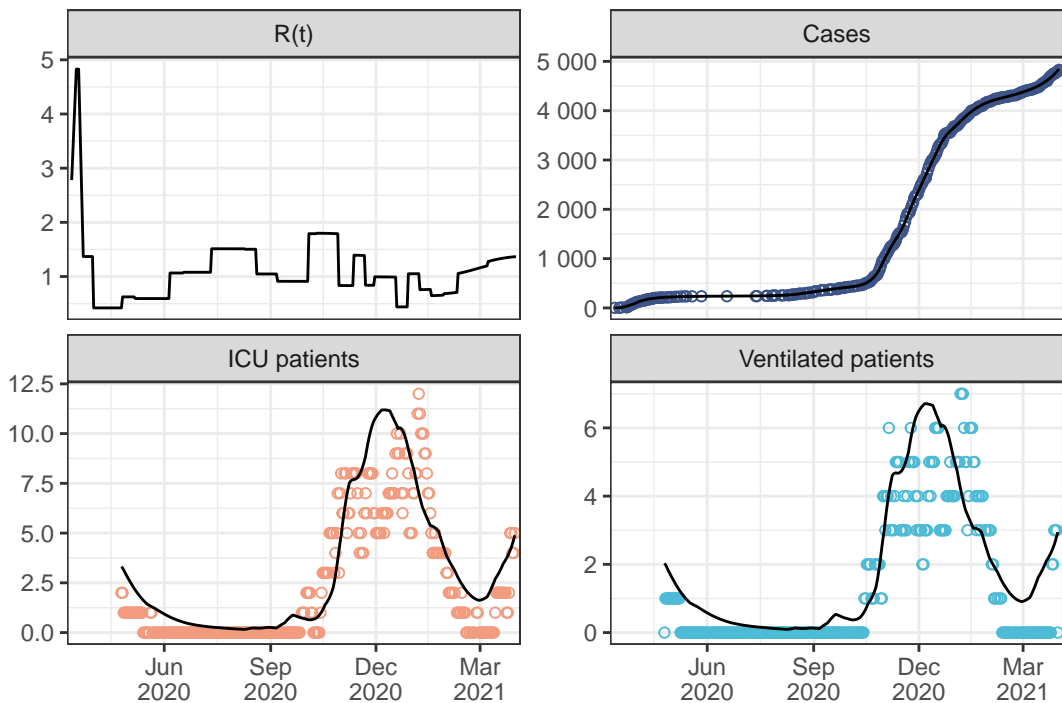 R(t)
Cases
5
4
3
2
1
5 000
4 000
3 000
2 000
1 000
0
ICU patients
Ventilated patients
12.5
10.0
7.5
5.0
2.5
0.0
6
4
2
0
Jun Sep Dec Mar
2020 2020 2020 2021
Jun Sep Dec Mar
2020 2020 2020 2021